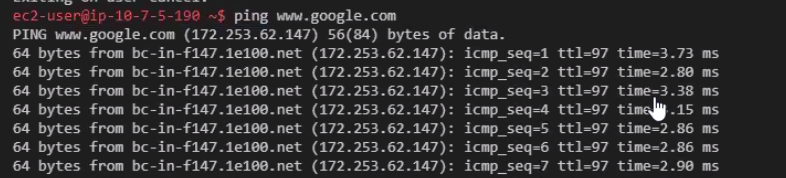 Exiting on user cancel.
ec2-user@ip-10-7-5-190 ~$ ping www.google.com
PING www.google.com (172.253.62.147) 56(84) bytes of data.
64 bytes from bc-in-f147.1e100.net (172.253.62.147): icmp_seq=1 ttl=97 time=3.73 ms
64 bytes from bc-in-f147.1e100.net (172.253.62.147): icmp_seq=2 ttl=97 time=2.80 ms
64 bytes from bc-in-f147.1e100.net (172.253.62.147): icmp_seq=3 ttl=97 time=3.38 ms
64 bytes from bc-in-f147.1e100.net (172.253.62.147): icmp_seq=4 ttl=97 .15 ms
64 bytes from bc-in-f147.1e100.net (172.253.62.147): icmp_seq=5 ttl=97 time=2.86 ms
64 bytes from bc-in-f147.1e100.net (172.253.62.147): icmp_seq=6 ttl=97 time=2.86 ms
64 bytes from bc-in-f147.1e100.net (172.253.62.147): icmp_seq=7 ttl=97 time=2.90 ms